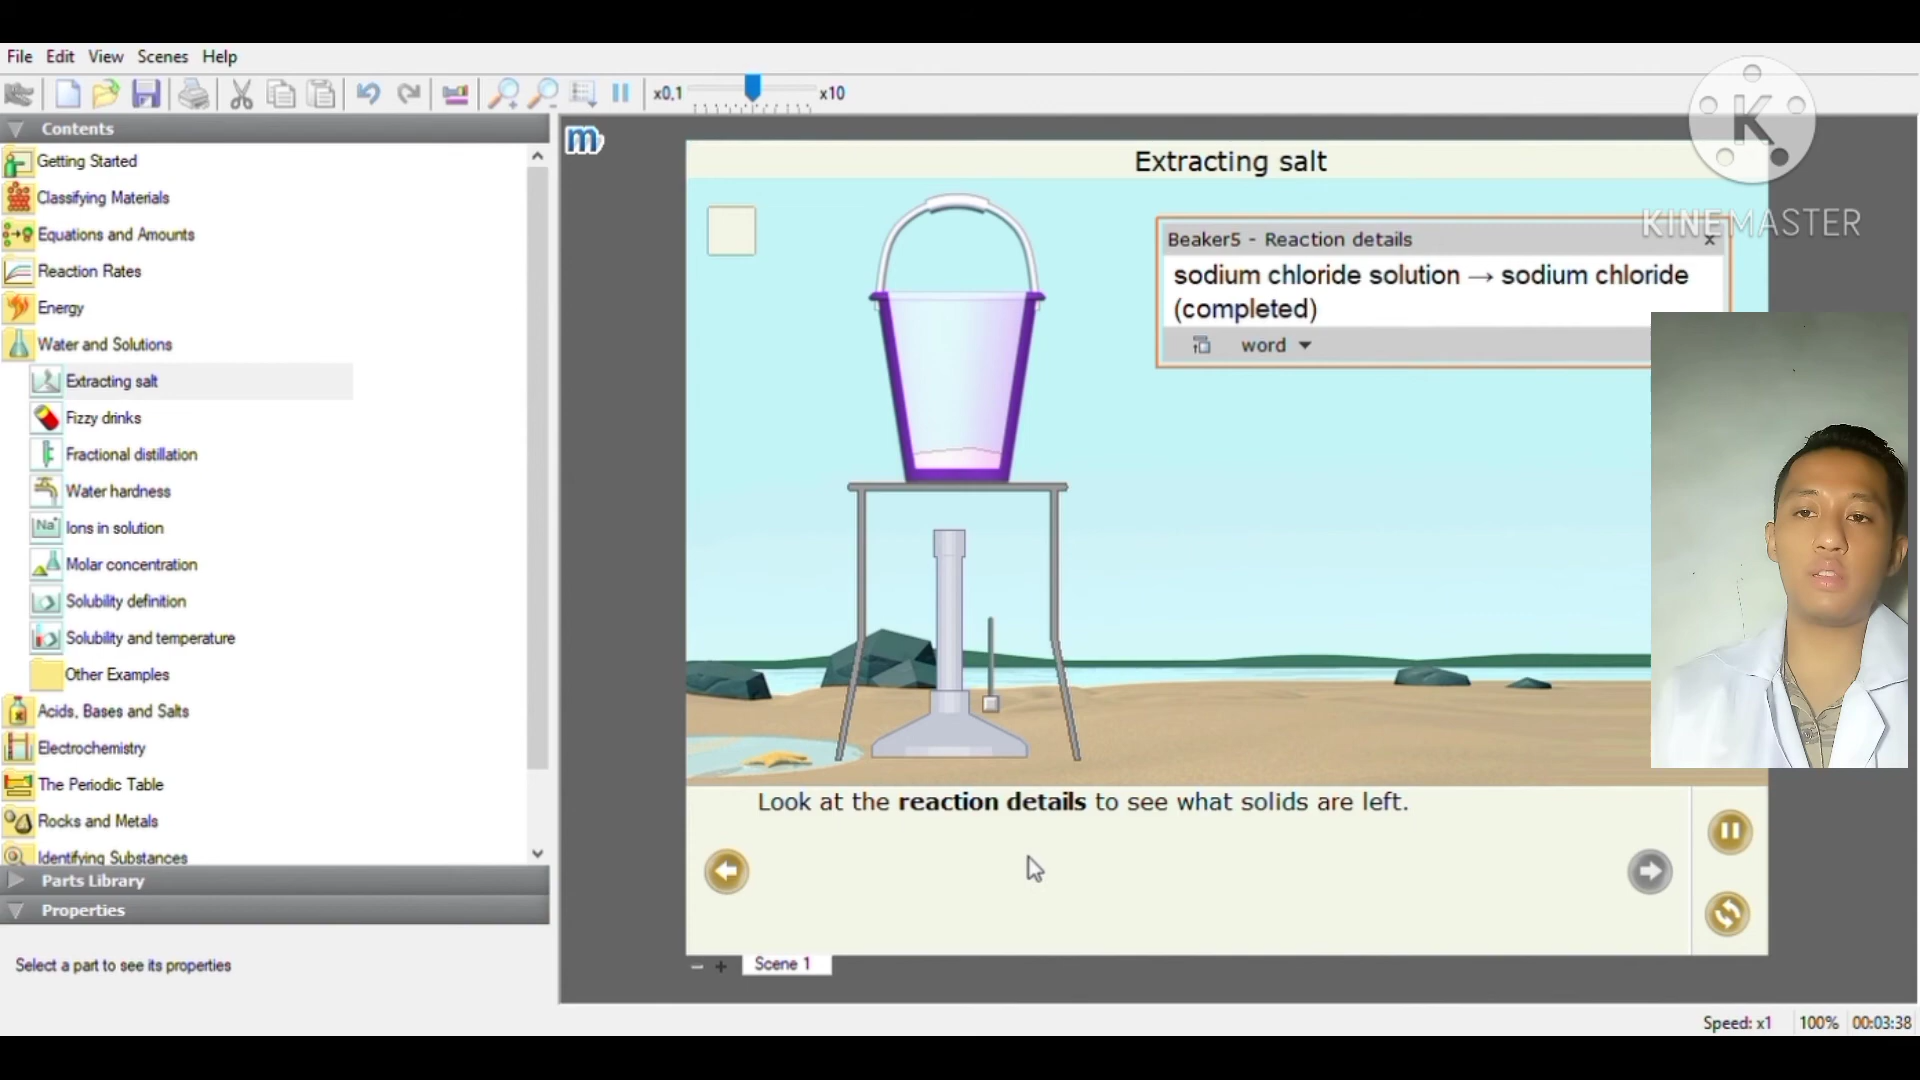 File Edit View Scenes Help
x0.1 x10
Contents
Getting Started
Classifying Materials
Equations and Amounts
Reaction Rates
Energy
Water and Solutions
Extracting salt
Fizzy drinks
Fractional distillation
Water hardness
Na⁺ Ions in solution
Molar concentration
Solubility definition
Solubility and temperature
Other Examples
Acids, Bases and Salts
Electrochemistry
The Periodic Table
Rocks and Metals
Identifying Substances
Parts Library
Properties
Select a part to see its properties
m
Extracting salt
Beaker5 - Reaction details x
sodium chloride solution → sodium chloride
(completed)
word
K
KINEMASTER
Look at the reaction details to see what solids are left.
− + Scene 1
Speed: x1 100% 00:03:38